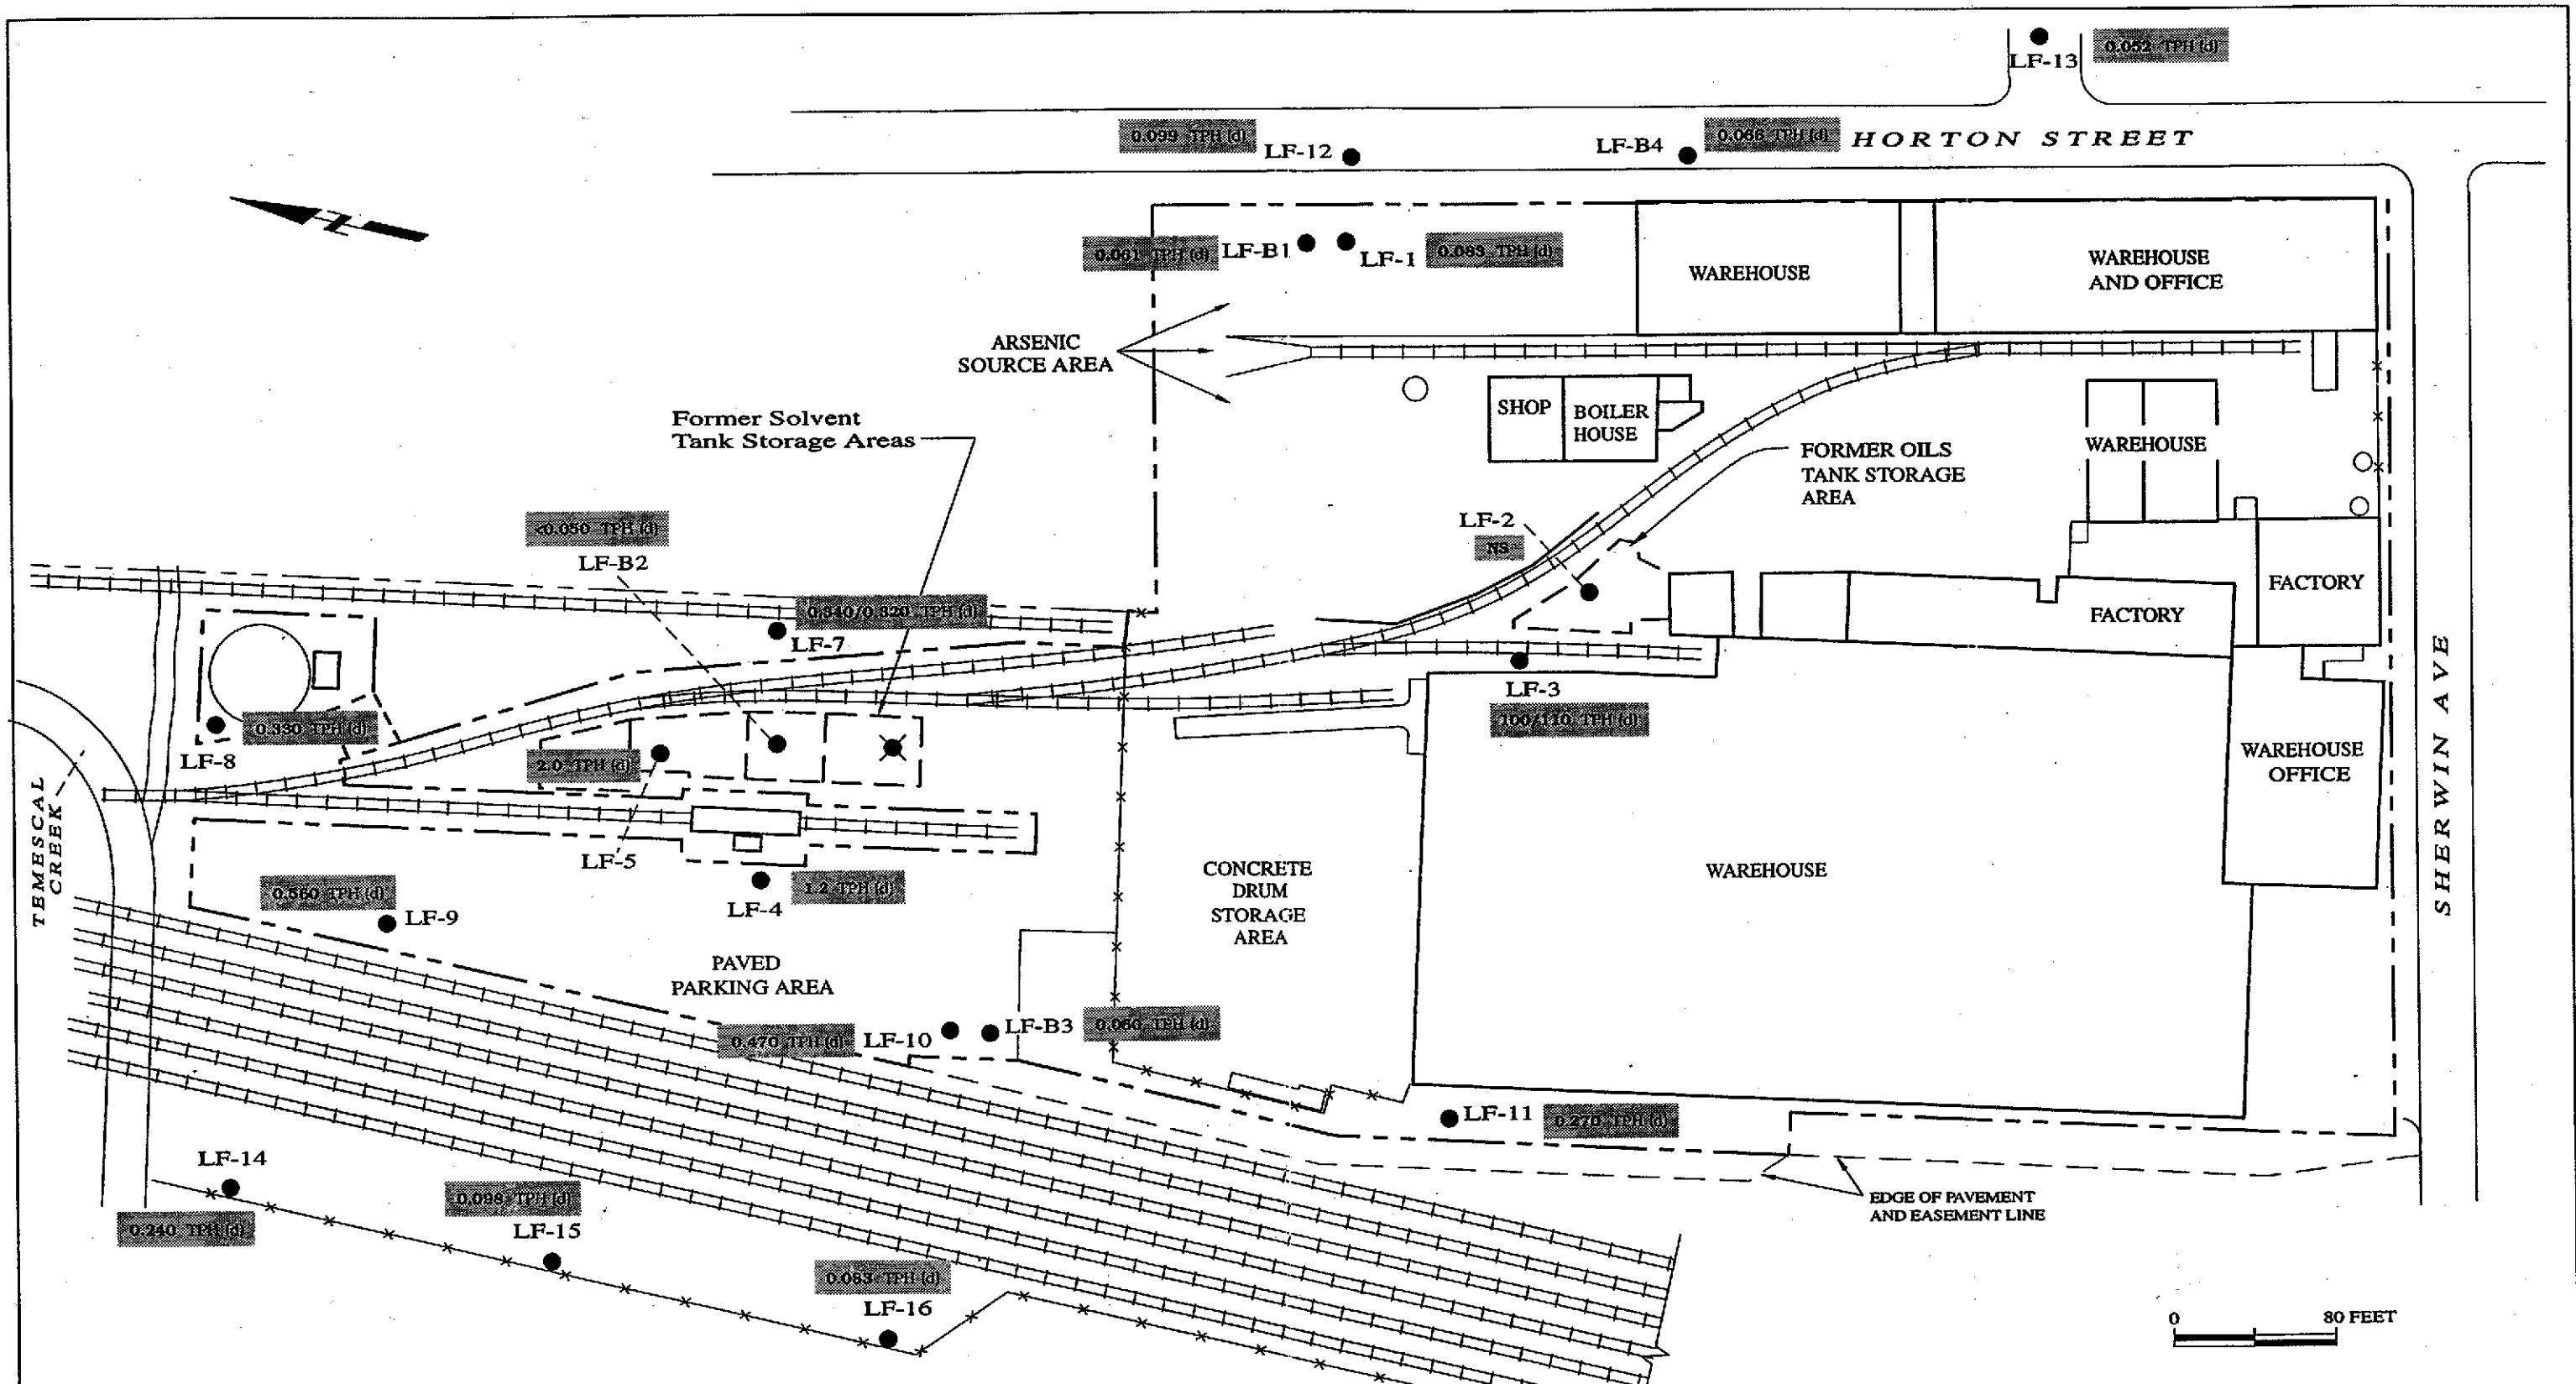 LF-13
0.052 TPH (d)
0.099 TPH (d)
LF-12
LF-B4
0.066 TPH (d)
HORTON STREET
0.061 TPH (d)
LF-B1
LF-1
0.083 TPH (d)
WAREHOUSE
WAREHOUSE
AND OFFICE
ARSENIC
SOURCE AREA
SHOP
BOILER
HOUSE
Former Solvent
Tank Storage Areas
FORMER OILS
TANK STORAGE
AREA
WAREHOUSE
LF-2
NS
<0.050 TPH (d)
LF-B2
0.340/0.320 TPH (d)
LF-7
FACTORY
FACTORY
LF-3
100/110 TPH (d)
0.330 TPH (d)
LF-8
2.0 TPH (d)
LF-5
WAREHOUSE
OFFICE
SHERWIN AVE
TEMESCAL
CREEK
0.560 TPH (d)
LF-9
1.2 TPH (d)
LF-4
CONCRETE
DRUM
STORAGE
AREA
WAREHOUSE
PAVED
PARKING AREA
0.470 TPH (d)
LF-10
LF-B3
0.060 TPH (d)
LF-11
0.270 TPH (d)
LF-14
0.240 TPH (d)
0.098 TPH (d)
LF-15
0.083 TPH (d)
LF-16
EDGE OF PAVEMENT
AND EASEMENT LINE
0
80 FEET
Z